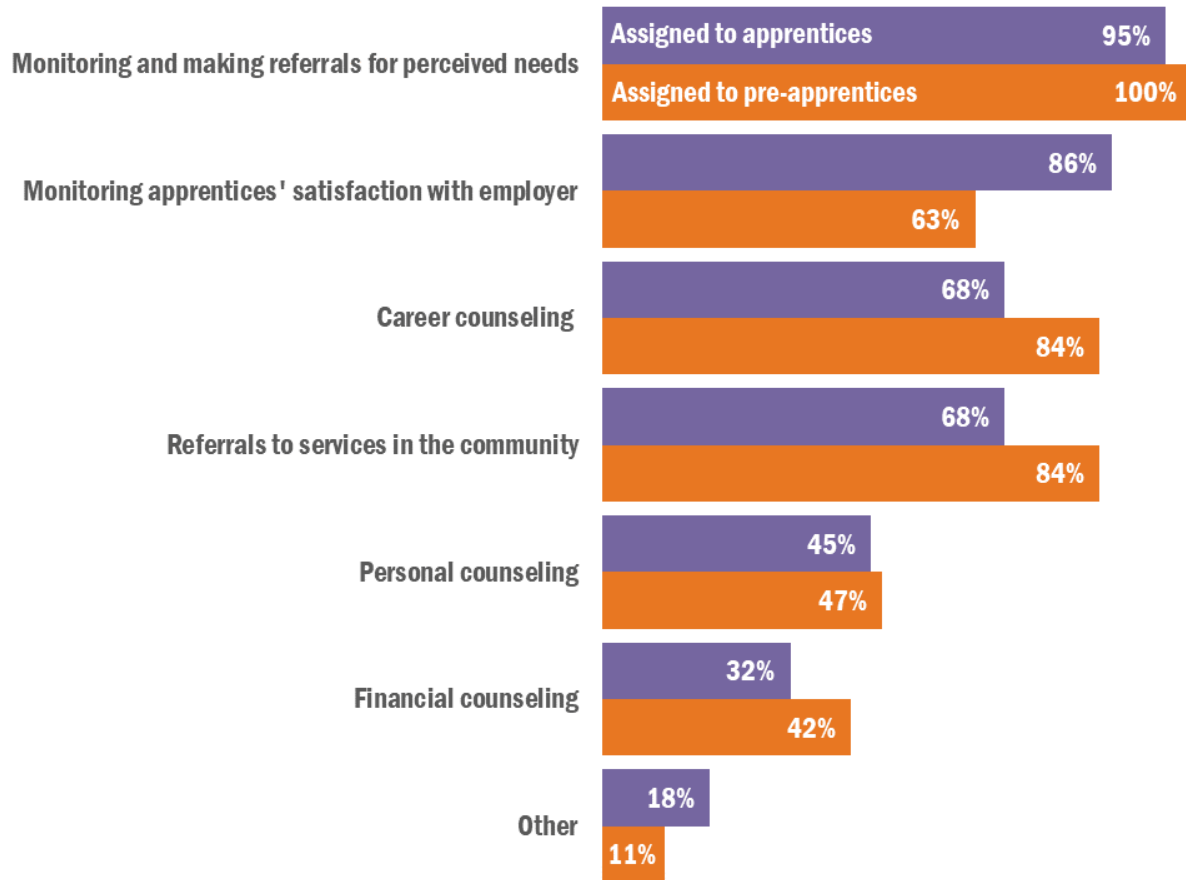 Assigned to apprentices 95%
Monitoring and making referrals for perceived needs
Assigned to pre-apprentices 100%
86%
Monitoring apprentices' satisfaction with employer
63%
68%
Career counseling
84%
68%
Referrals to services in the community
84%
45%
Personal counseling
47%
32%
Financial counseling
42%
18%
Other
11%